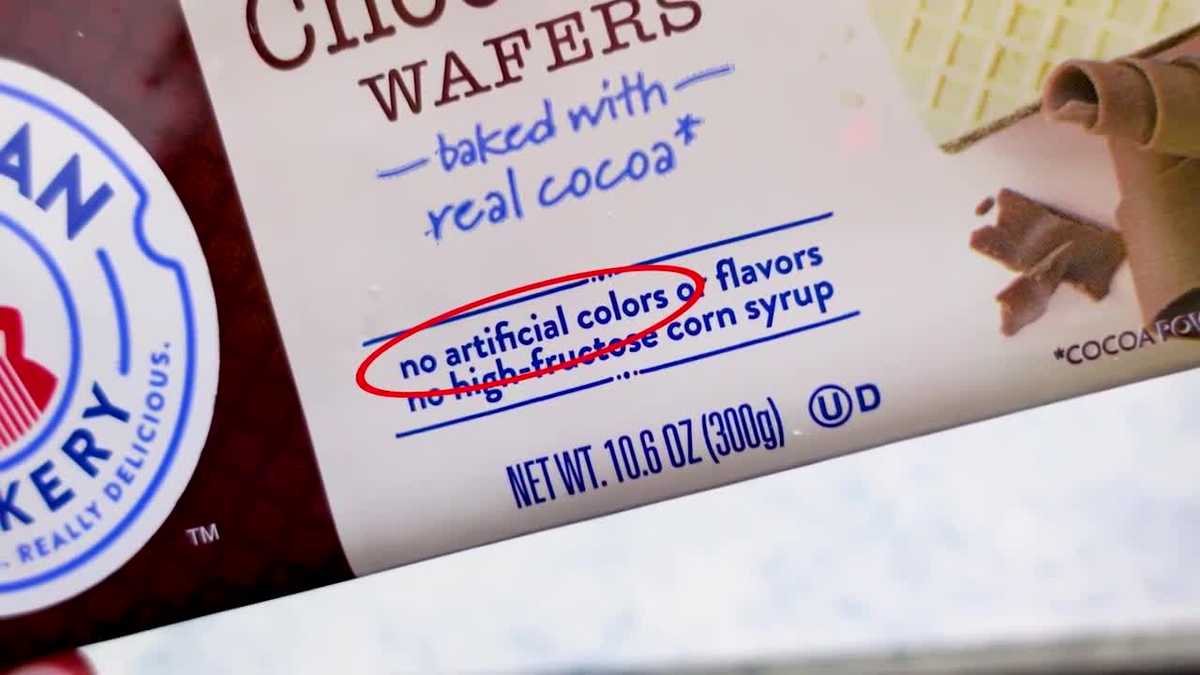 WAFERS
baked with
real cocoa*
no artificial colors or flavors
no high-fructose corn syrup
NET WT. 10.6 OZ (300g) U D
*COCOA
KERY
REALLY DELICIOUS.
TM